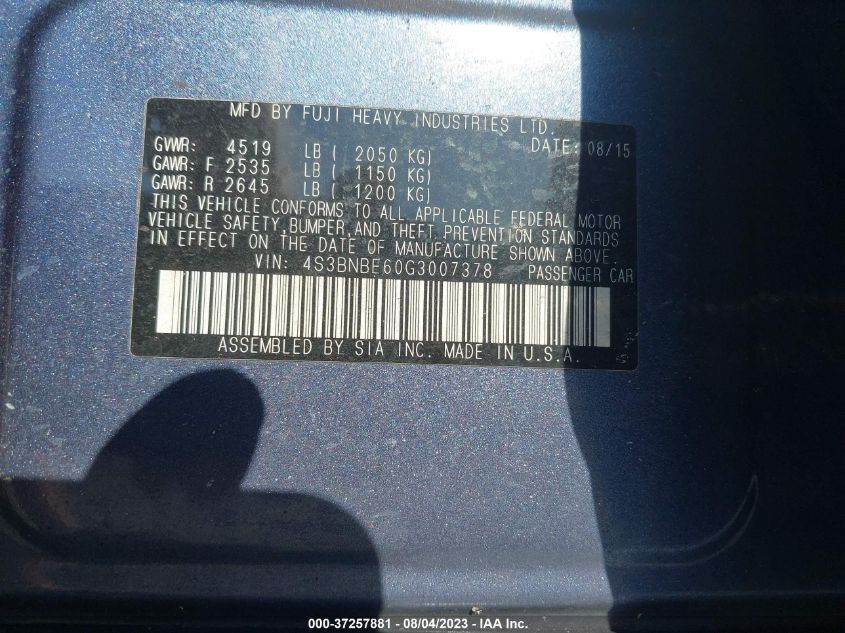 MFD BY FUJI HEAVY INDUSTRIES LTD.
GVWR: 4519 LB ( 2050 KG) DATE: 08/15
GAWR: F 2535 LB ( 1150 KG)
GAWR: R 2645 LB ( 1200 KG)
THIS VEHICLE CONFORMS TO ALL APPLICABLE FEDERAL MOTOR
VEHICLE SAFETY, BUMPER, AND THEFT PREVENTION STANDARDS
IN EFFECT ON THE DATE OF MANUFACTURE SHOWN ABOVE.
VIN: 4S3BNBE60G3007378 PASSENGER CAR
ASSEMBLED BY SIA INC. MADE IN U.S.A.
000-37257881 - 08/04/2023 - IAA Inc.